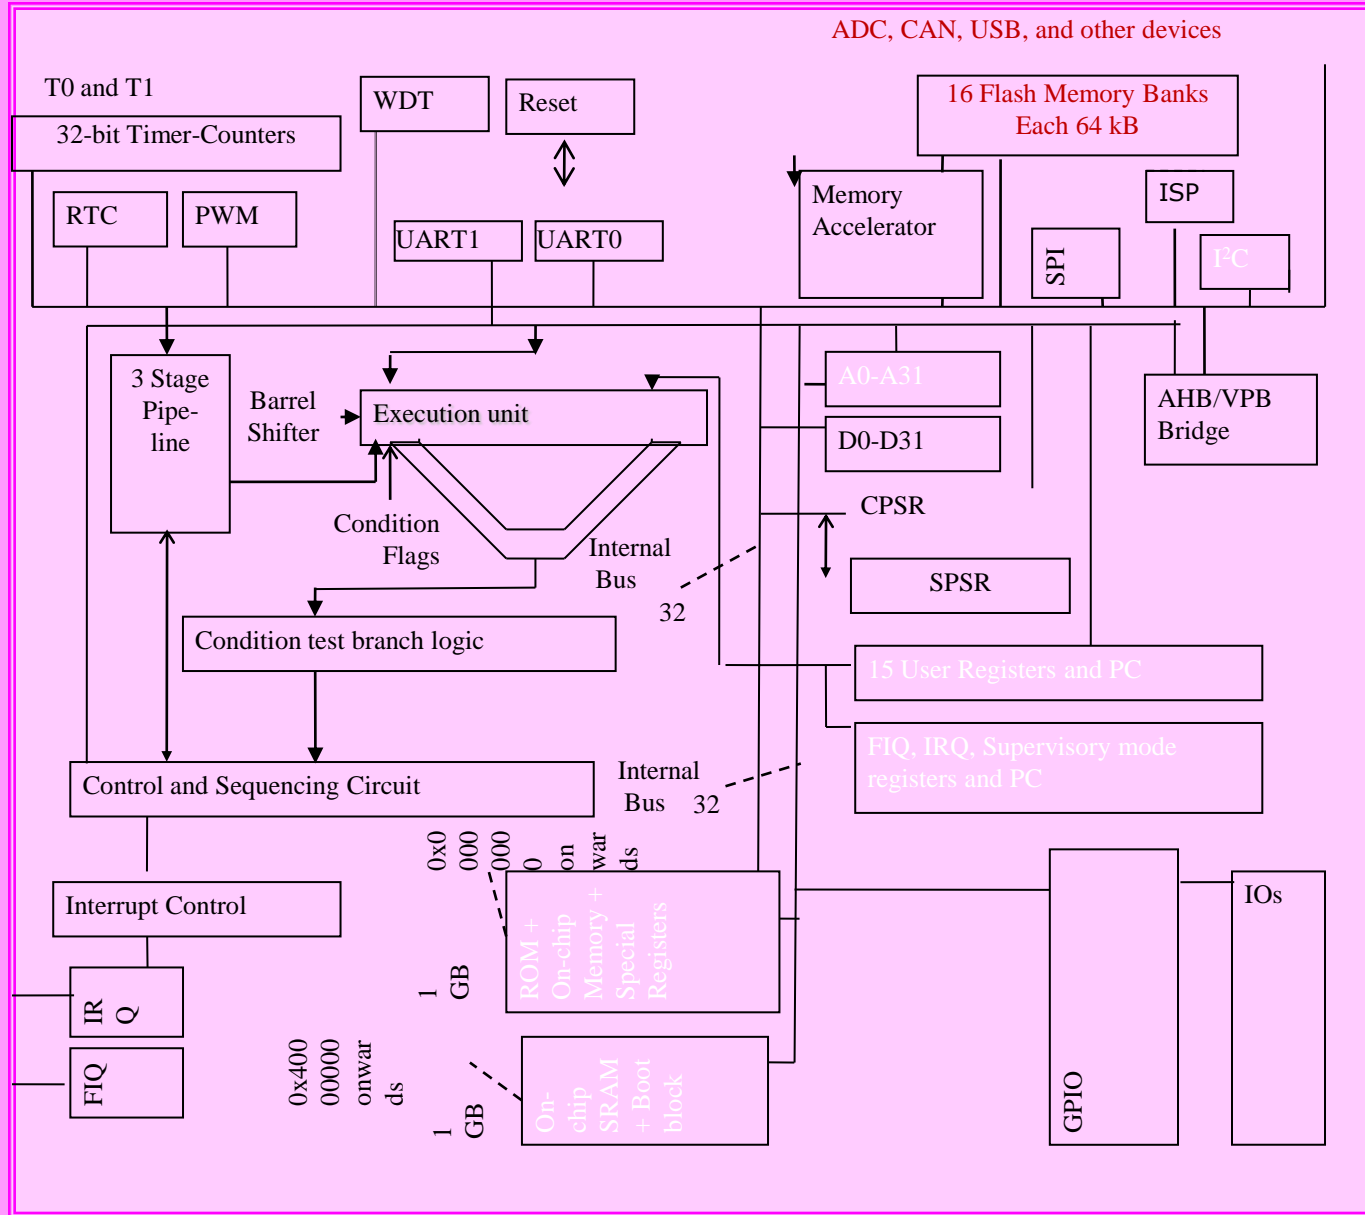 ADC, CAN, USB, and other devices
T0 and T1
WDT
Reset
16 Flash Memory Banks
Each 64 kB
32-bit Timer-Counters
RTC
PWM
UART1
UART0
Memory
Accelerator
SPI
ISP
I²C
3 Stage
Pipe-
line
Barrel
Shifter
Execution unit
A0-A31
D0-D31
AHB/VPB
Bridge
Condition
Flags
CPSR
Internal
Bus
32
SPSR
Condition test branch logic
15 User Registers and PC
FIQ, IRQ, Supervisory mode
registers and PC
Control and Sequencing Circuit
Internal
Bus 32
0x0
000
000
0
on
war
ds
Interrupt Control
1
GB
ROM +
On-chip
Memory +
Special
Registers
IOs
IR
Q
FIQ
0x400
00000
onwar
ds
1
GB
On-
chip
SRAM
+ Boot
block
GPIO